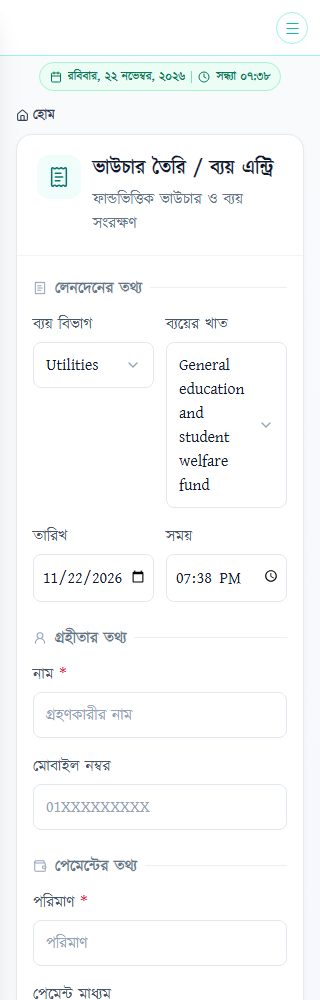 রবিবার, ২২ নভেম্বর, ২০২৬ | সন্ধ্যা ০৭:৩৮
হোম
ভাউচার তৈরি / ব্যয় এন্ট্রি
ফান্ডভিত্তিক ভাউচার ও ব্যয়
সংরক্ষণ
লেনদেনের তথ্য
ব্যয় বিভাগ
ব্যয়ের খাত
Utilities
General
education
and
student
welfare
fund
তারিখ
সময়
11/22/2026
07:38 PM
গ্রহীতার তথ্য
নাম *
গ্রহণকারীর নাম
মোবাইল নম্বর
01XXXXXXXXX
পেমেন্টের তথ্য
পরিমাণ *
পরিমাণ
পেমেন্ট মাধ্যম